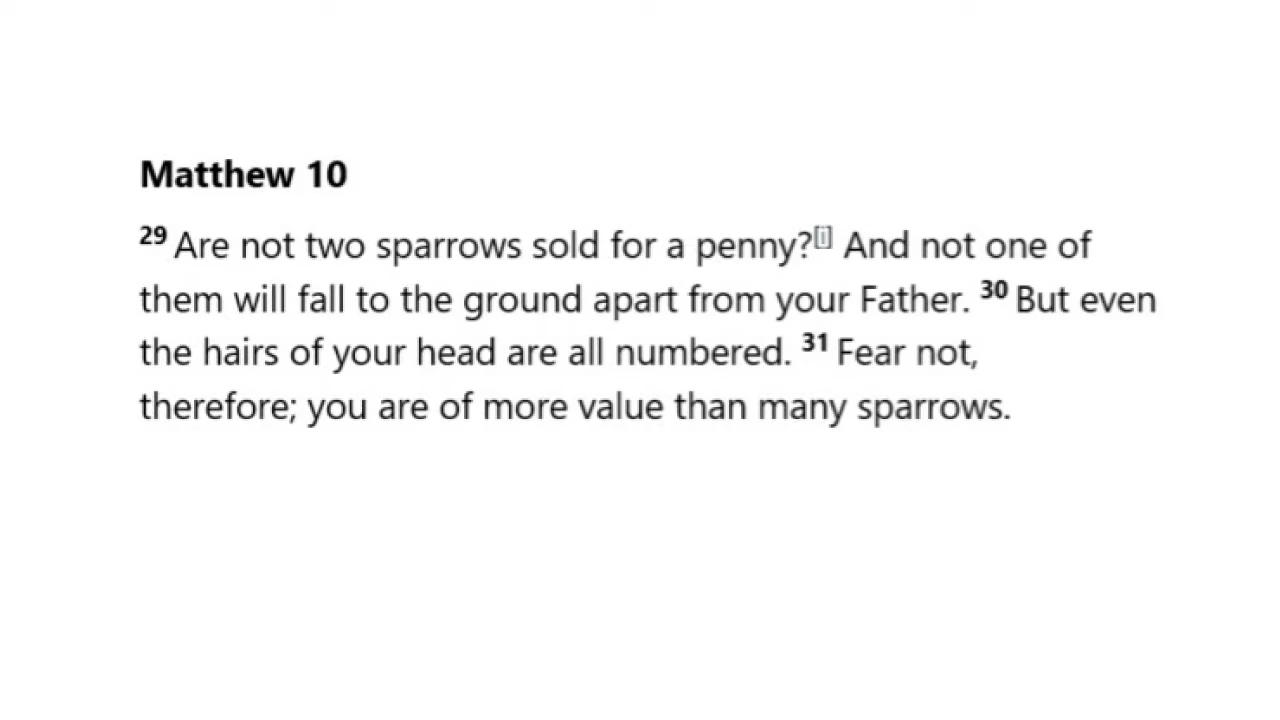 Matthew 10
29 Are not two sparrows sold for a penny?[i] And not one of
them will fall to the ground apart from your Father. 30 But even
the hairs of your head are all numbered. 31 Fear not,
therefore; you are of more value than many sparrows.